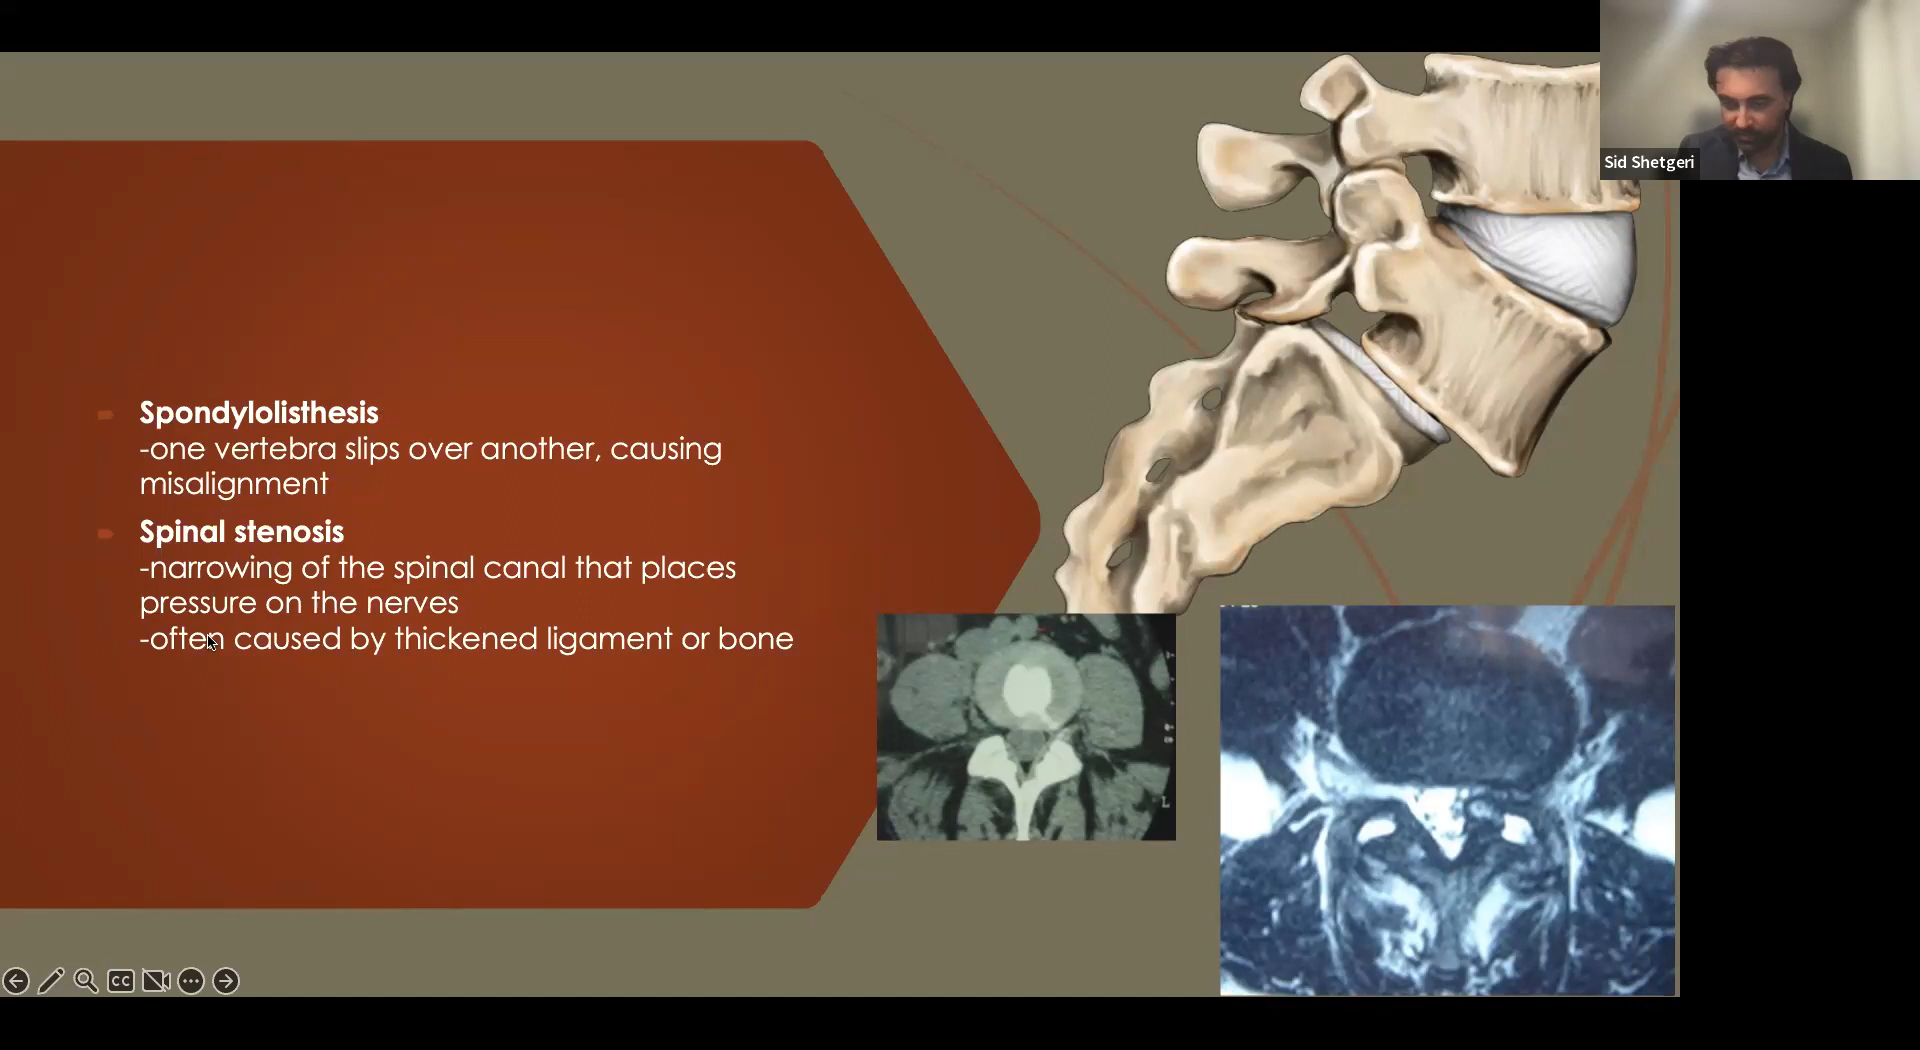 Sid Shetgeri
Spondylolisthesis
-one vertebra slips over another, causing
misalignment
Spinal stenosis
-narrowing of the spinal canal that places
pressure on the nerves
-often caused by thickened ligament or bone
L
CC